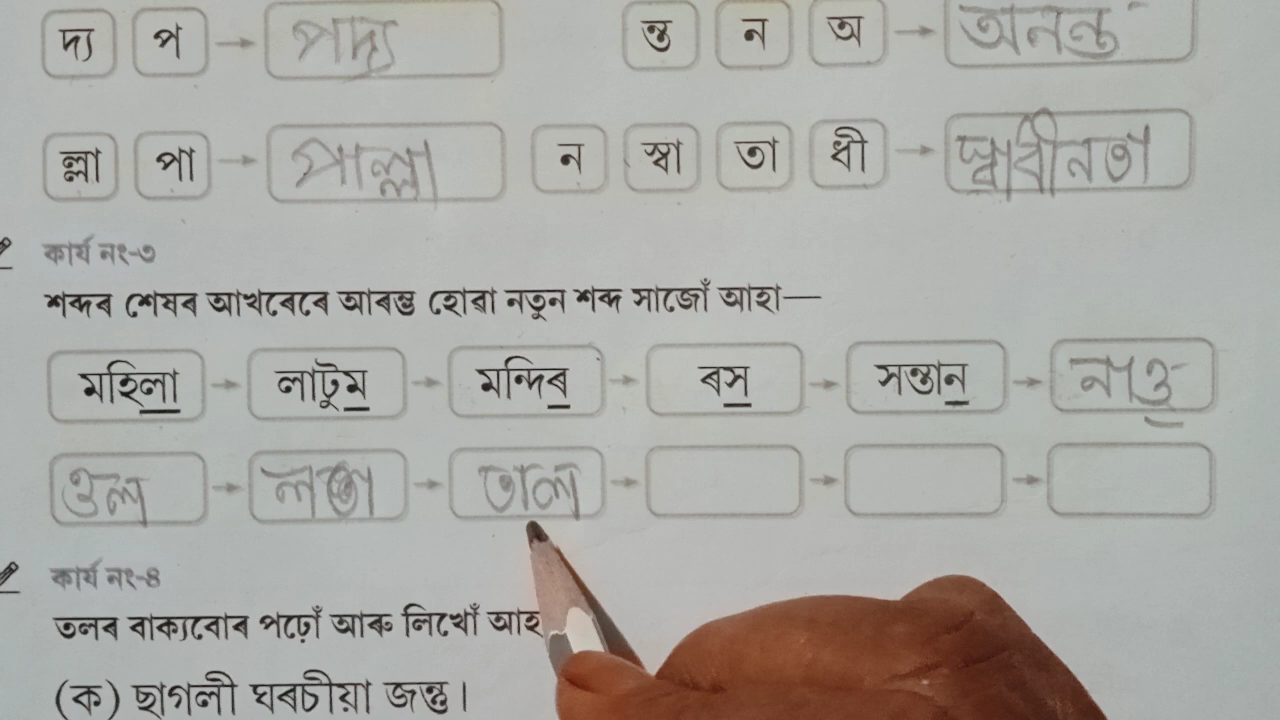 দ্য প → পদ্য ন্ত ন অ → অনন্ত
ল্লা পা → পাল্লা ন স্বা তা ধী → স্বাধীনতা
কাৰ্য নং-৩
শব্দৰ শেষৰ আখৰেৰে আৰম্ভ হোৱা নতুন শব্দ সাজোঁ আহা—
মহিলা → লাটুম → মন্দিৰ → ৰস → সন্তান → নাও
ওল → লতা → তাল → → →
কাৰ্য নং-৪
তলৰ বাক্যবোৰ পঢ়োঁ আৰু লিখোঁ আহ
(ক) ছাগলী ঘৰচীয়া জন্তু।